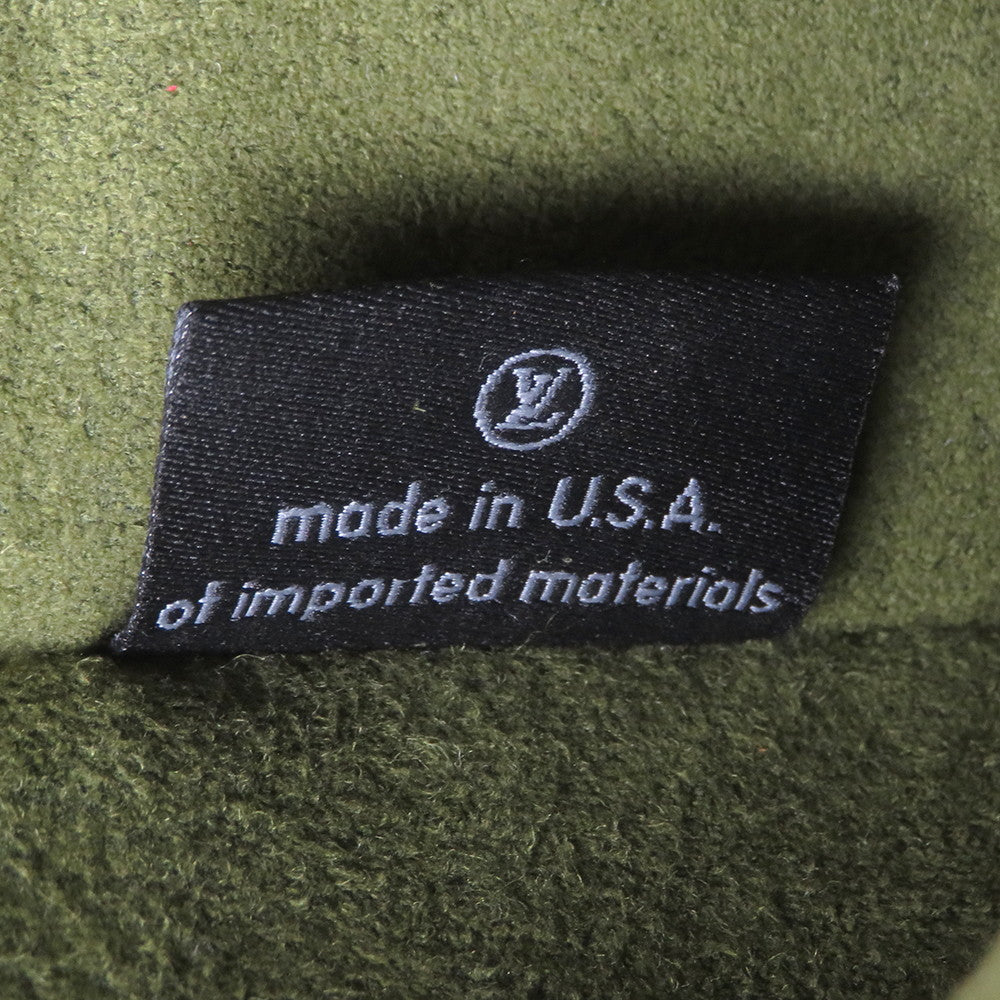 LV
made in U.S.A.
of imported materials